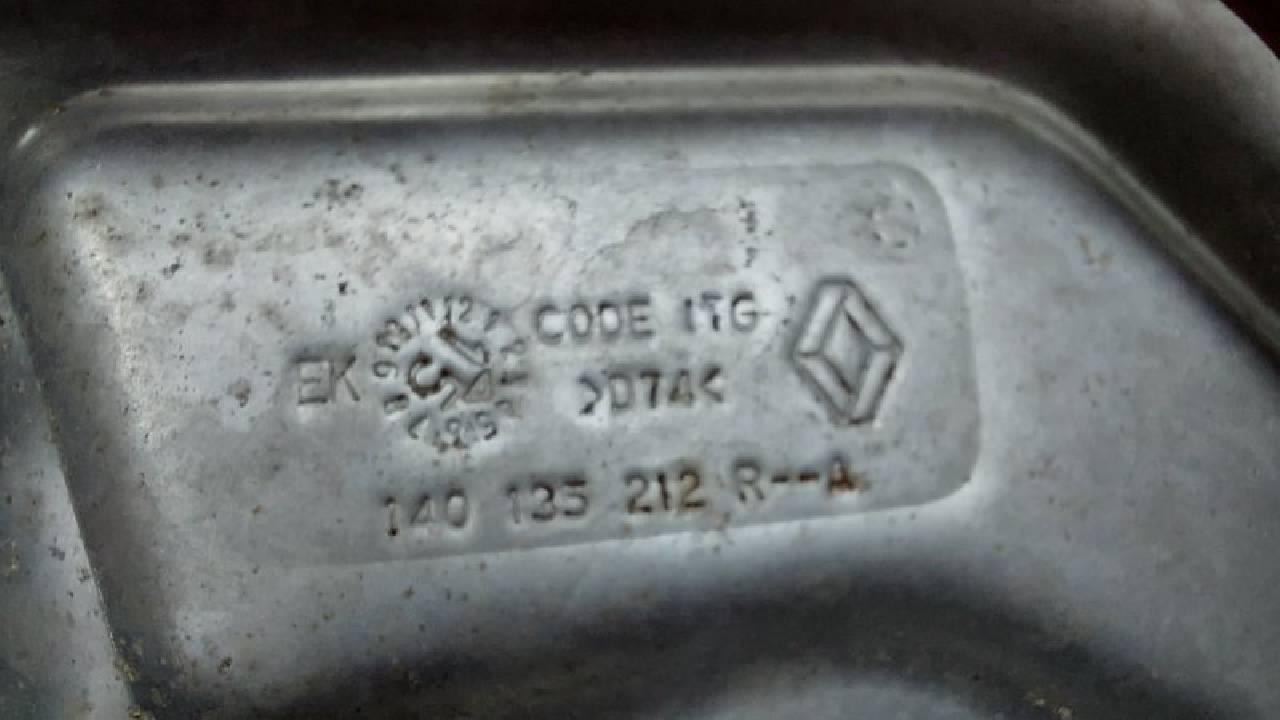 CODE ITG
EK >D74<
140 135 212 R--A